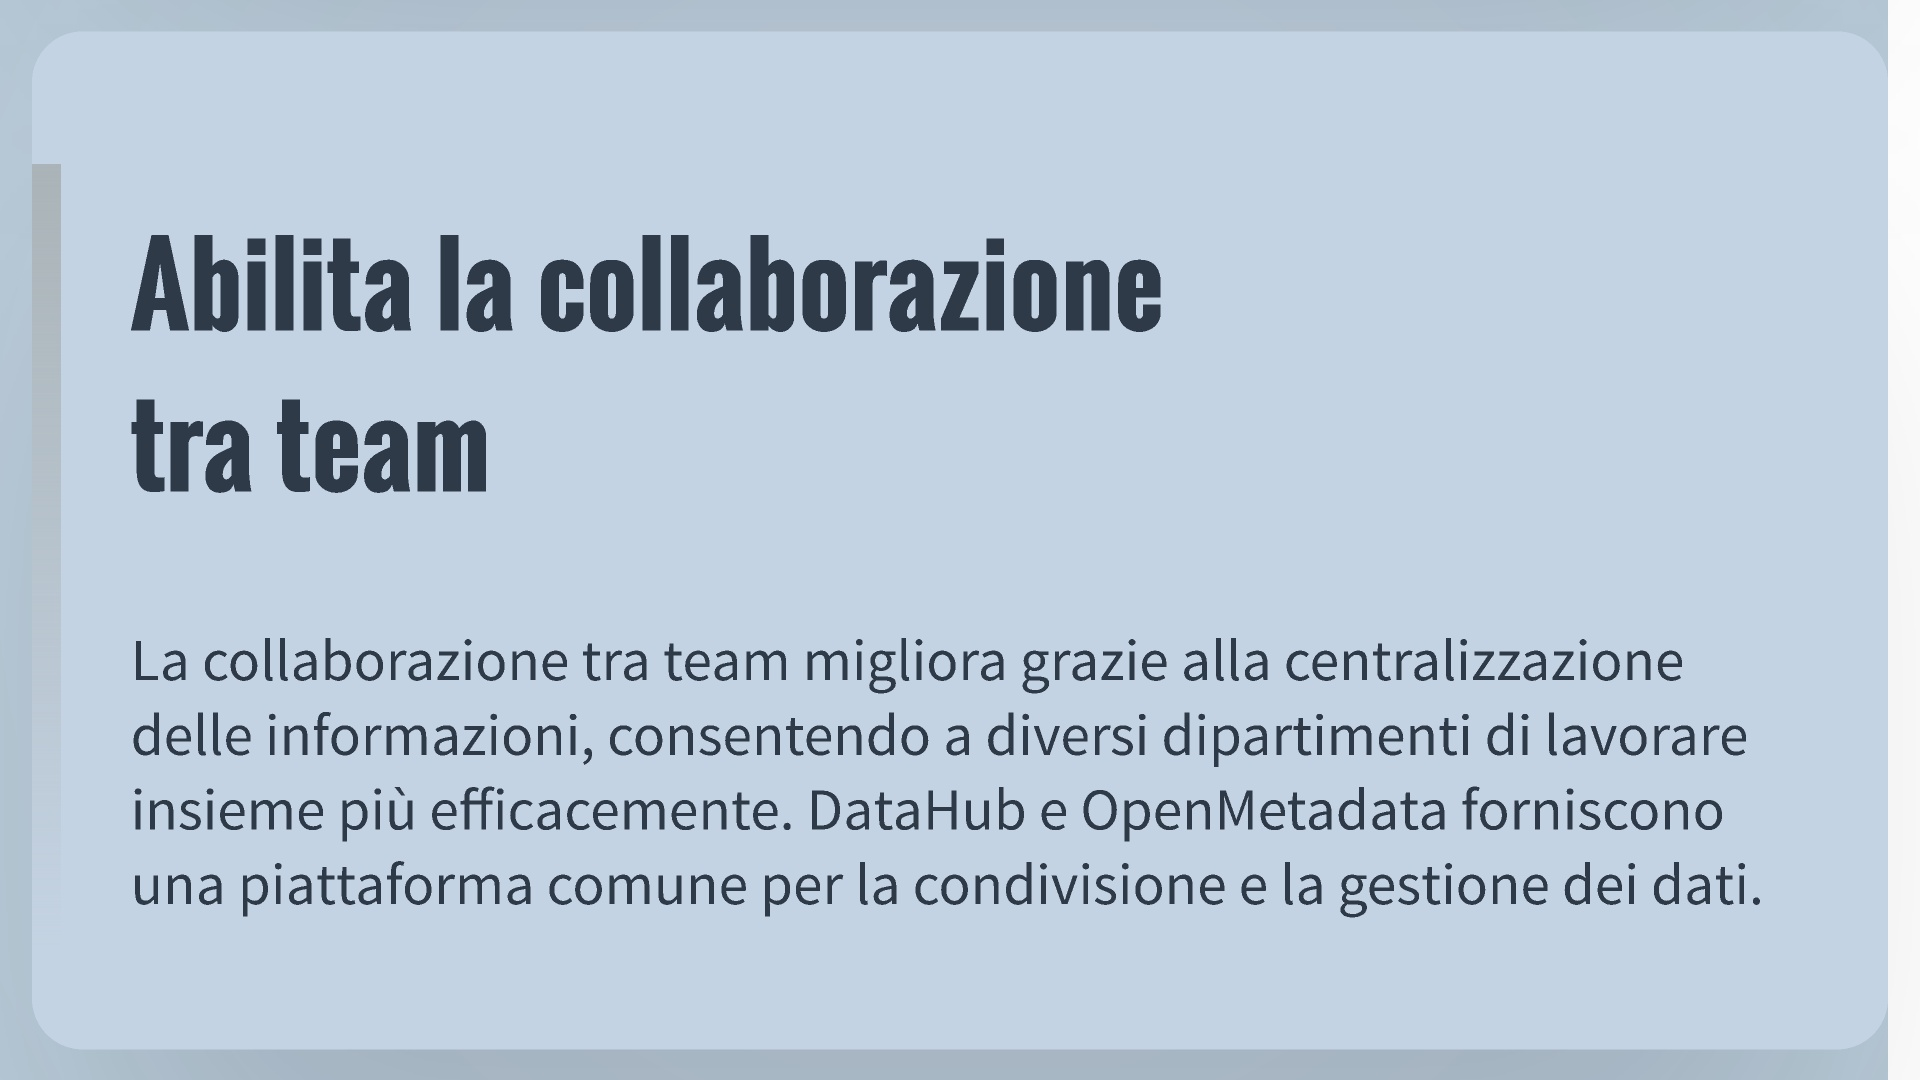 Abilita la collaborazione
tra team
La collaborazione tra team migliora grazie alla centralizzazione
delle informazioni, consentendo a diversi dipartimenti di lavorare
insieme più efficacemente. DataHub e OpenMetadata forniscono
una piattaforma comune per la condivisione e la gestione dei dati.